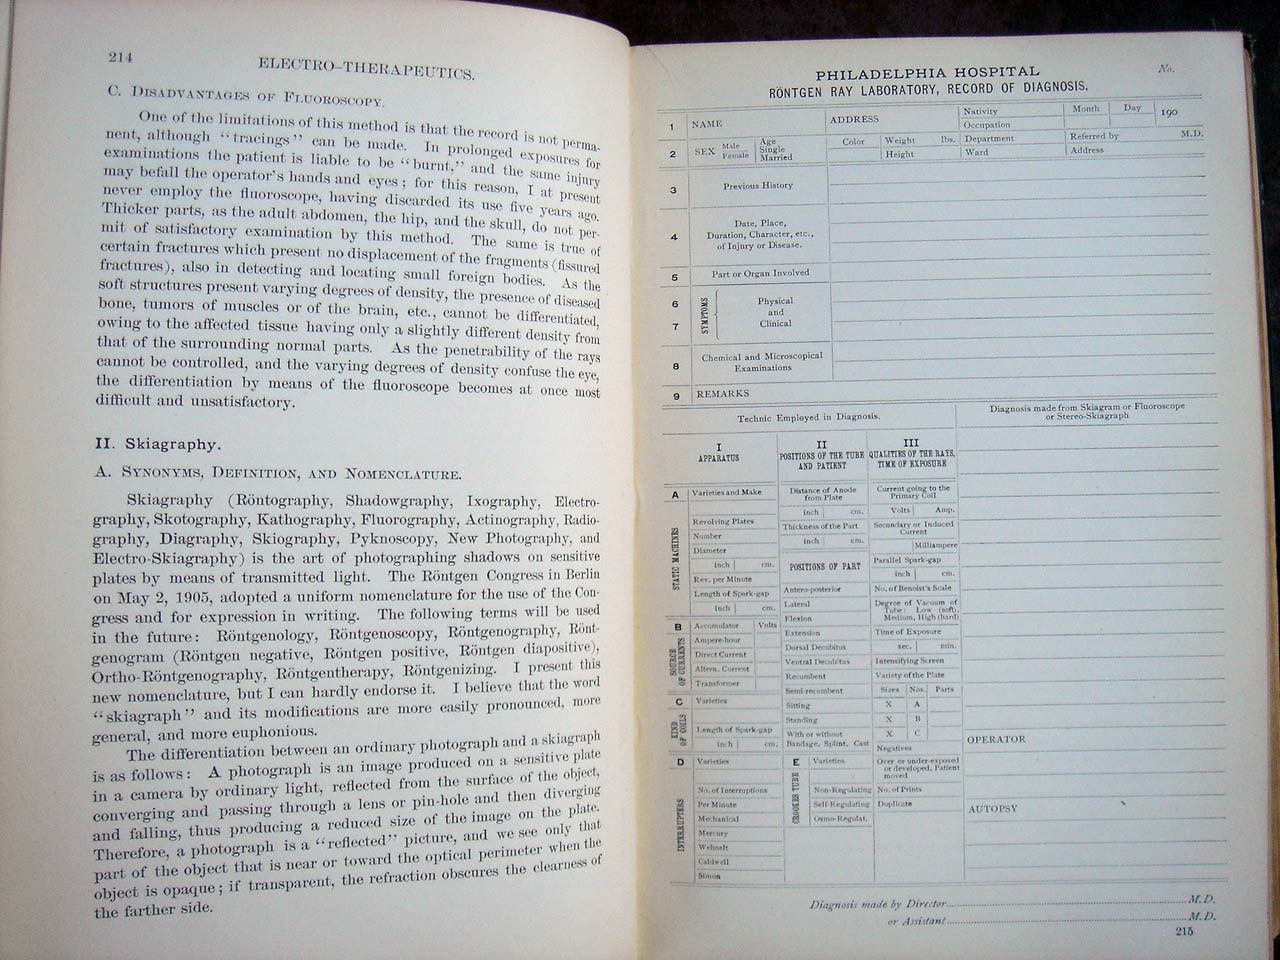 214
ELECTRO-THERAPEUTICS.
C. DISADVANTAGES OF FLUOROSCOPY.
One of the limitations of this method is that the record is not perma-
nent, although “tracings” can be made. In prolonged exposures for
examinations the patient is liable to be “burnt,” and the same injury
may befall the operator's hands and eyes; for this reason, I at present
never employ the fluoroscope, having discarded its use five years ago.
Thicker parts, as the adult abdomen, the hip, and the skull, do not per-
mit of satisfactory examination by this method. The same is true of
certain fractures which present no displacement of the fragments (fissured
fractures), also in detecting and locating small foreign bodies. As the
soft structures present varying degrees of density, the presence of diseased
bone, tumors of muscles or of the brain, etc., cannot be differentiated,
owing to the affected tissue having only a slightly different density from
that of the surrounding normal parts. As the penetrability of the rays
cannot be controlled, and the varying degrees of density confuse the eye,
the differentiation by means of the fluoroscope becomes at once most
difficult and unsatisfactory.
II. Skiagraphy.
A. SYNONYMS, DEFINITION, AND NOMENCLATURE.
Skiagraphy (Röntography, Shadowgraphy, Ixography, Electro-
graphy, Skotography, Kathography, Fluorography, Actinography, Radio-
graphy, Diagraphy, Skiography, Pyknoscopy, New Photography, and
Electro-Skiagraphy) is the art of photographing shadows on sensitive
plates by means of transmitted light. The Röntgen Congress in Berlin
on May 2, 1905, adopted a uniform nomenclature for the use of the Con-
gress and for expression in writing. The following terms will be used
in the future: Röntgenology, Röntgenoscopy, Röntgenography, Rönt-
genogram (Röntgen negative, Röntgen positive, Röntgen diapositive),
Ortho-Röntgenography, Röntgentherapy, Röntgenizing. I present this
new nomenclature, but I can hardly endorse it. I believe that the word
“skiagraph” and its modifications are more easily pronounced, more
general, and more euphonious.
The differentiation between an ordinary photograph and a skiagraph
is as follows: A photograph is an image produced on a sensitive plate
in a camera by ordinary light, reflected from the surface of the object,
converging and passing through a lens or pin-hole and then diverging
and falling, thus producing a reduced size of the image on the plate.
Therefore, a photograph is a “reflected” picture, and we see only that
part of the object that is near or toward the optical perimeter when the
object is opaque; if transparent, the refraction obscures the clearness of
the farther side.
PHILADELPHIA HOSPITAL
No.
RÖNTGEN RAY LABORATORY, RECORD OF DIAGNOSIS.
1 NAME ADDRESS Nativity Month Day 190
Occupation
2 SEX Male Female Age Single Married Color Weight lbs. Department Referred by M.D.
Height Ward Address
3 Previous History
4 Date, Place,
Duration, Character, etc.,
of Injury or Disease.
5 Part or Organ Involved
6 SYMPTOMS Physical
and
7 Clinical
8 Chemical and Microscopical
Examinations
9 REMARKS
Technic Employed in Diagnosis.
Diagnosis made from Skiagram or Fluoroscope
or Stereo-Skiagraph
I
APPARATUS
A Varieties and Make
STATIC MACHINES
Revolving Plates
Number
Diameter
inch cm.
Rev. per Minute
Length of Spark-gap
inch cm.
B Accumulator Volts
SOURCE OF CURRENTS
Ampere-hour
Direct Current
Altern. Current
Transformer
C Varieties
KIND OF COILS
Length of Spark-gap
inch cm.
D Varieties
INTERRUPTERS
No. of Interruptions
Per Minute
Mechanical
Mercury
Wehnelt
Caldwell
Simon
II
POSITIONS OF THE TUBE
AND PATIENT
Distance of Anode
from Plate
inch cm.
Thickness of the Part
inch cm.
POSITIONS OF PART
Antero-posterior
Lateral
Flexion
Extension
Dorsal Decubitus
Ventral Decubitus
Recumbent
Semi-recumbent
Sitting
Standing
With or without
Bandage, Splint, Cast
E Varieties
CROOKES TUBE
Non-Regulating
Self-Regulating
Osmo-Regulat.
III
QUALITIES OF THE RAYS,
TIME OF EXPOSURE
Current going to the
Primary Coil
Volts Amp.
Secondary or Induced
Current
Milliampere
Parallel Spark-gap
inch cm.
No. of Benoist's Scale
Degree of Vacuum of
Tube: Low (soft),
Medium, High (hard)
Time of Exposure
sec. min.
Intensifying Screen
Variety of the Plate
Sizes Nos. Parts
X A
X B
X C
Negatives
Over or under-exposed
or developed, Patient
moved
No. of Prints
Duplicate
OPERATOR
AUTOPSY
Diagnosis made by Director M.D.
or Assistant M.D.
215